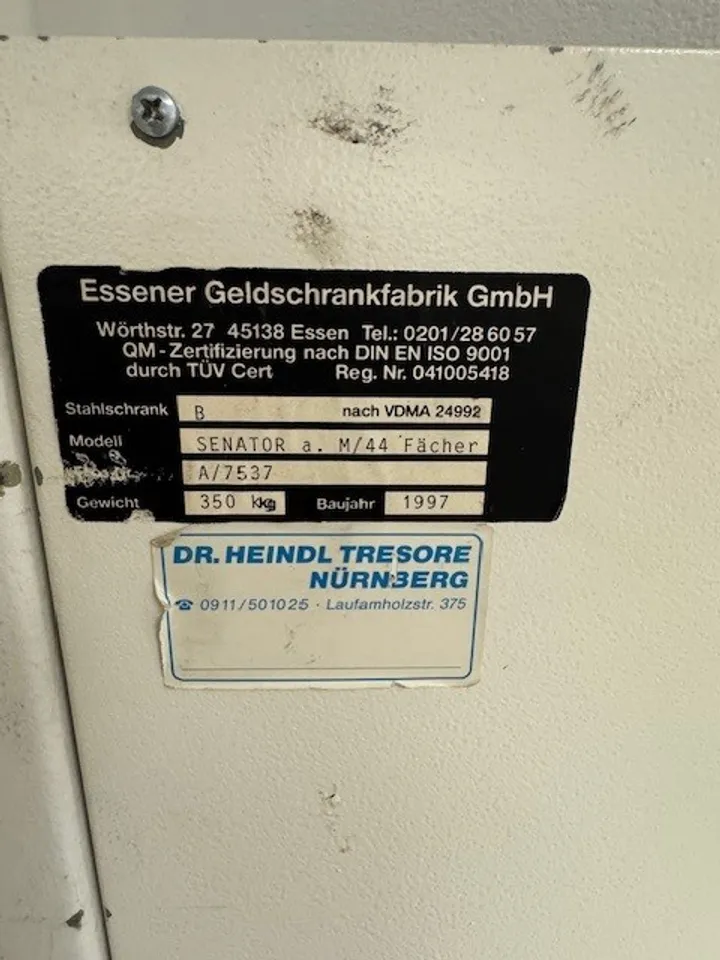 Essener Geldschrankfabrik GmbH
Wörthstr. 27 45138 Essen Tel.: 0201/28 60 57
QM-Zertifizierung nach DIN EN ISO 9001
durch TÜV Cert Reg. Nr. 041005418
Stahlschrank B nach VDMA 24992
Modell SENATOR a. M/44 Fächer
A/7537
Gewicht 350 kg Baujahr 1997
DR. HEINDL TRESORE
NÜRNBERG
☎ 0911/501025 · Laufamholzstr. 375